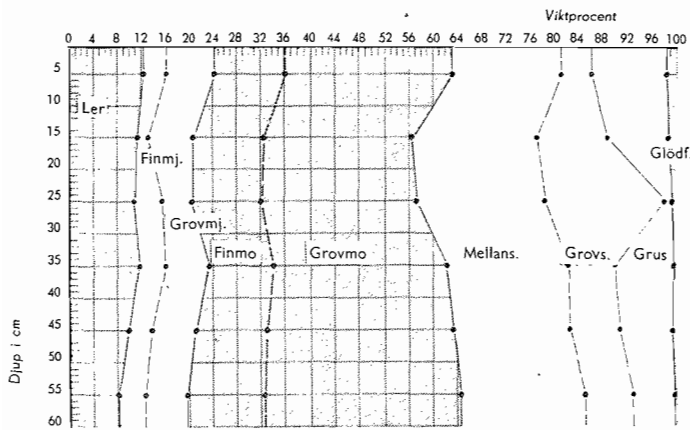 Viktprocent
0 4 8 12 16 20 24 28 32 36 40 44 48 52 56 60 64 68 72 76 80 84 88 92 96 100
5
10
Ler
15
Finmj.
Glödf.
20
25
Grovmj.
30
Finmo Grovmo Mellans. Grovs. Grus
35
45
50
55
60
Djup i cm